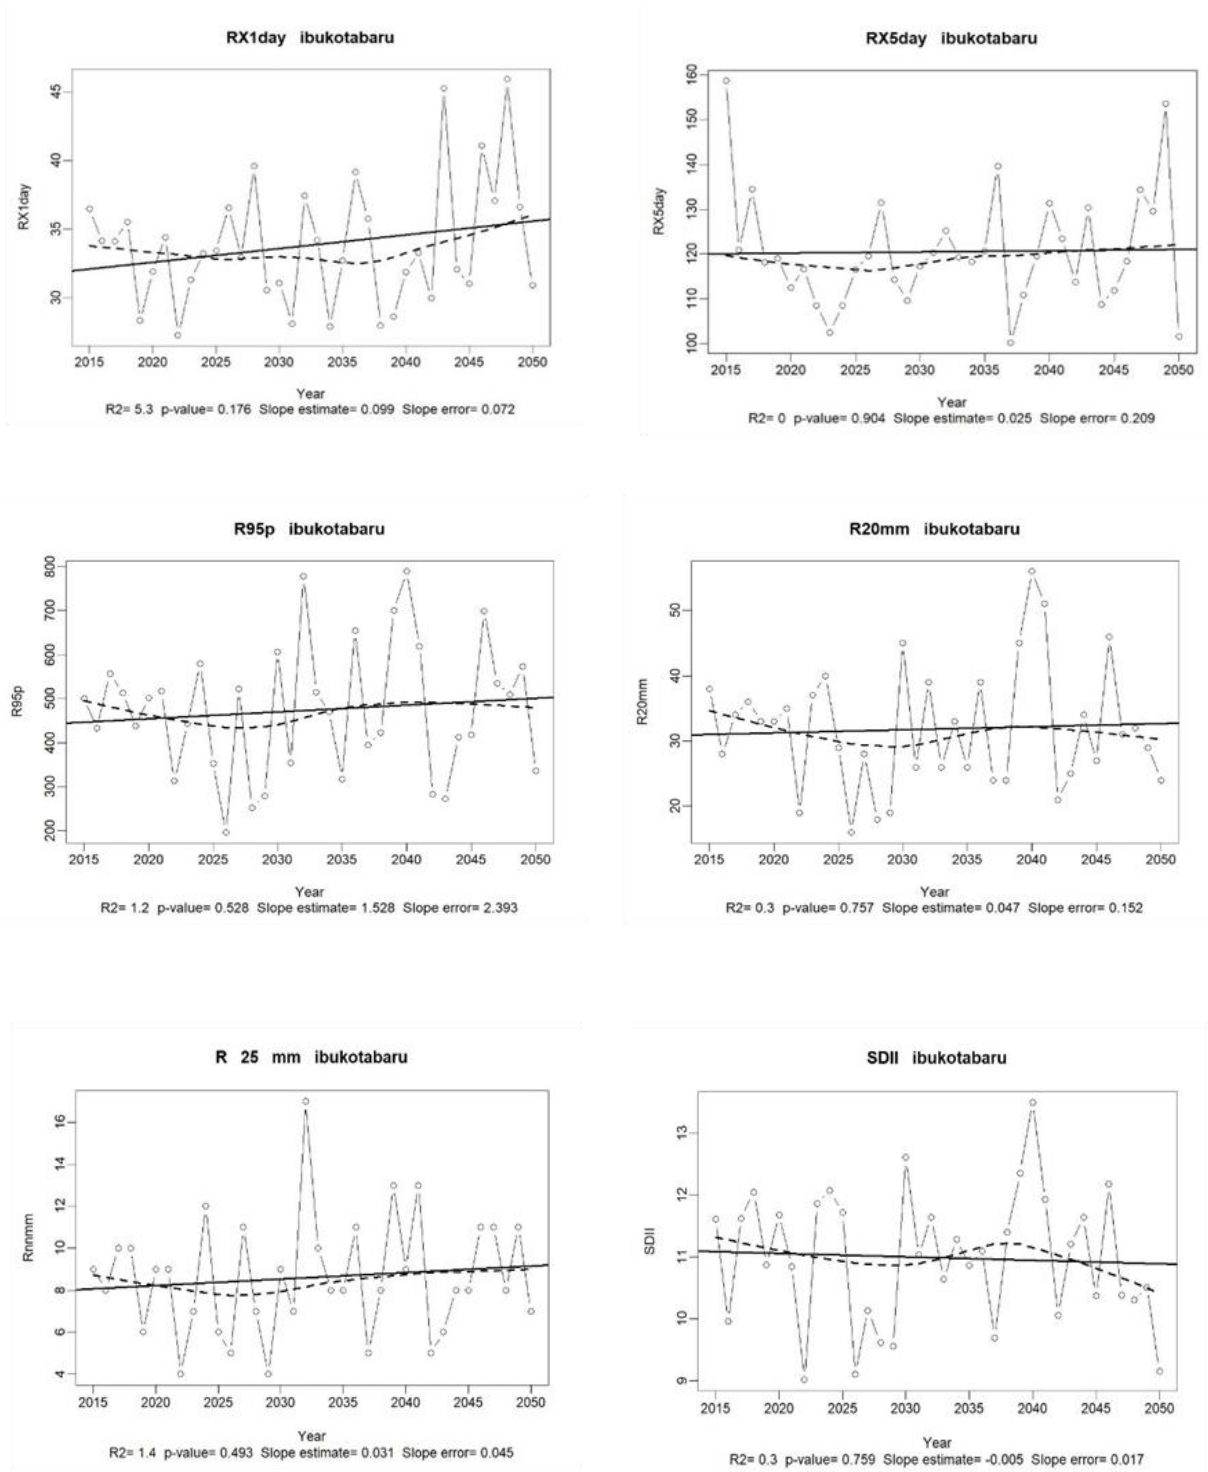 RX1day ibukotabaru
45
40
35
30
RX1day
2015 2020 2025 2030 2035 2040 2045 2050
Year
R2= 5.3 p-value= 0.176 Slope estimate= 0.099 Slope error= 0.072
RX5day ibukotabaru
160
150
140
130
120
110
100
RX5day
2015 2020 2025 2030 2035 2040 2045 2050
Year
R2= 0 p-value= 0.904 Slope estimate= 0.025 Slope error= 0.209
R95p ibukotabaru
800
700
600
500
400
300
200
R95p
2015 2020 2025 2030 2035 2040 2045 2050
Year
R2= 1.2 p-value= 0.528 Slope estimate= 1.528 Slope error= 2.393
R20mm ibukotabaru
50
40
30
20
R20mm
2015 2020 2025 2030 2035 2040 2045 2050
Year
R2= 0.3 p-value= 0.757 Slope estimate= 0.047 Slope error= 0.152
R 25 mm ibukotabaru
16
14
12
10
8
6
4
Rnnmm
2015 2020 2025 2030 2035 2040 2045 2050
Year
R2= 1.4 p-value= 0.493 Slope estimate= 0.031 Slope error= 0.045
SDII ibukotabaru
13
12
11
10
9
SDII
2015 2020 2025 2030 2035 2040 2045 2050
Year
R2= 0.3 p-value= 0.759 Slope estimate= -0.005 Slope error= 0.017